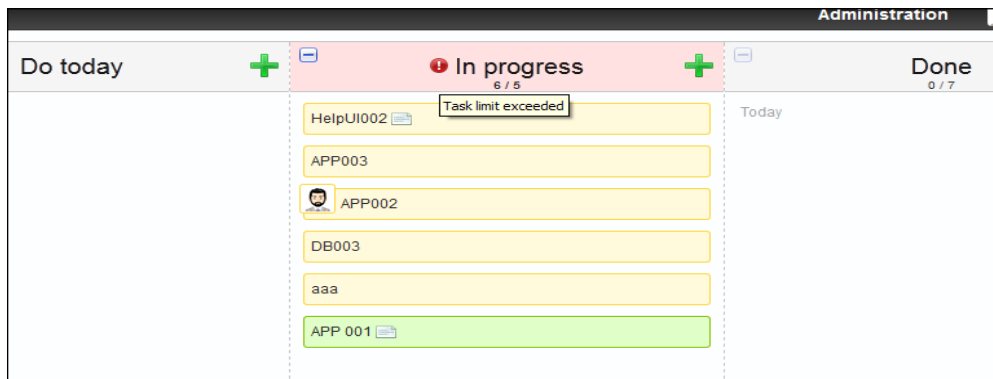 Administration
Do today
In progress
6 / 5
Done
0 / 7
Task limit exceeded
Today
HelpUI002
APP003
APP002
DB003
aaa
APP 001